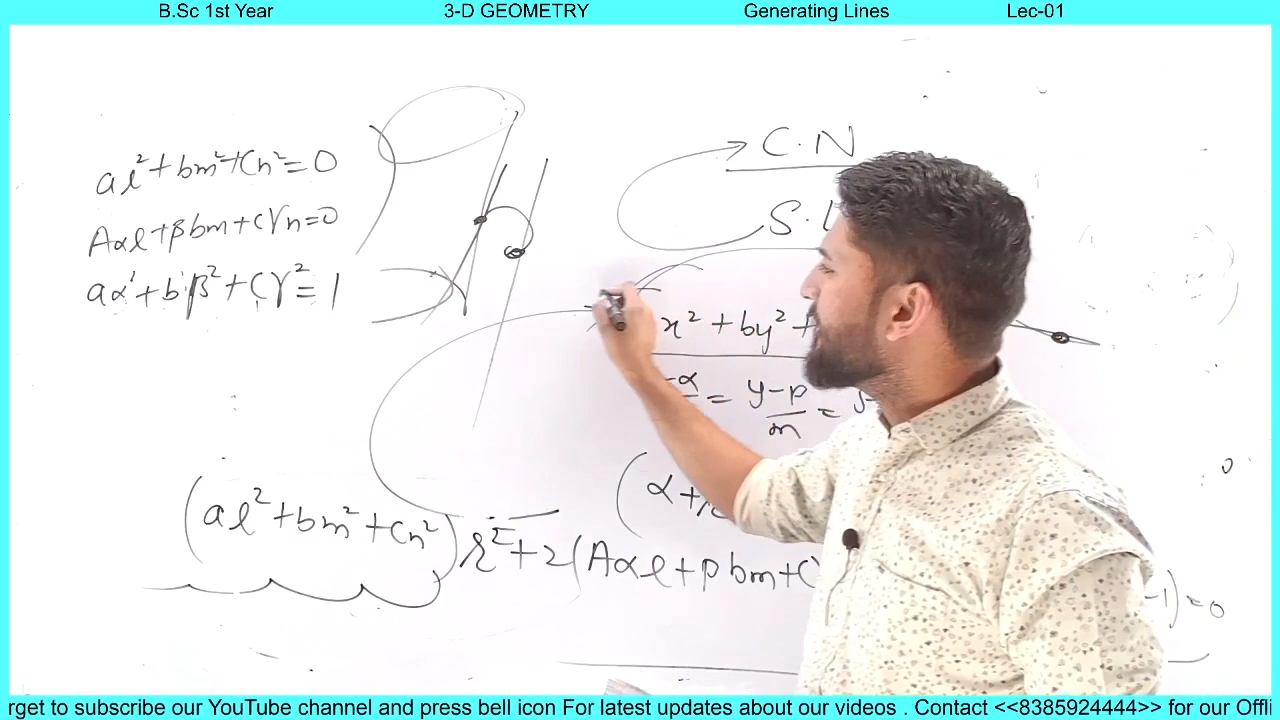 B.Sc 1st Year 3-D GEOMETRY Generating Lines Lec-01
al²+bm²+Cn²=0
Aαl+βbm+Cγn=0
aα²+bβ²+Cγ²=1
C.N
S.
x²+by²+
-α = y-β =
m
(α+
(al²+bm²+Cn²)r²+2(Aαl+βbm+C
-1)=0
rget to subscribe our YouTube channel and press bell icon For latest updates about our videos . Contact <<8385924444>> for our Offli